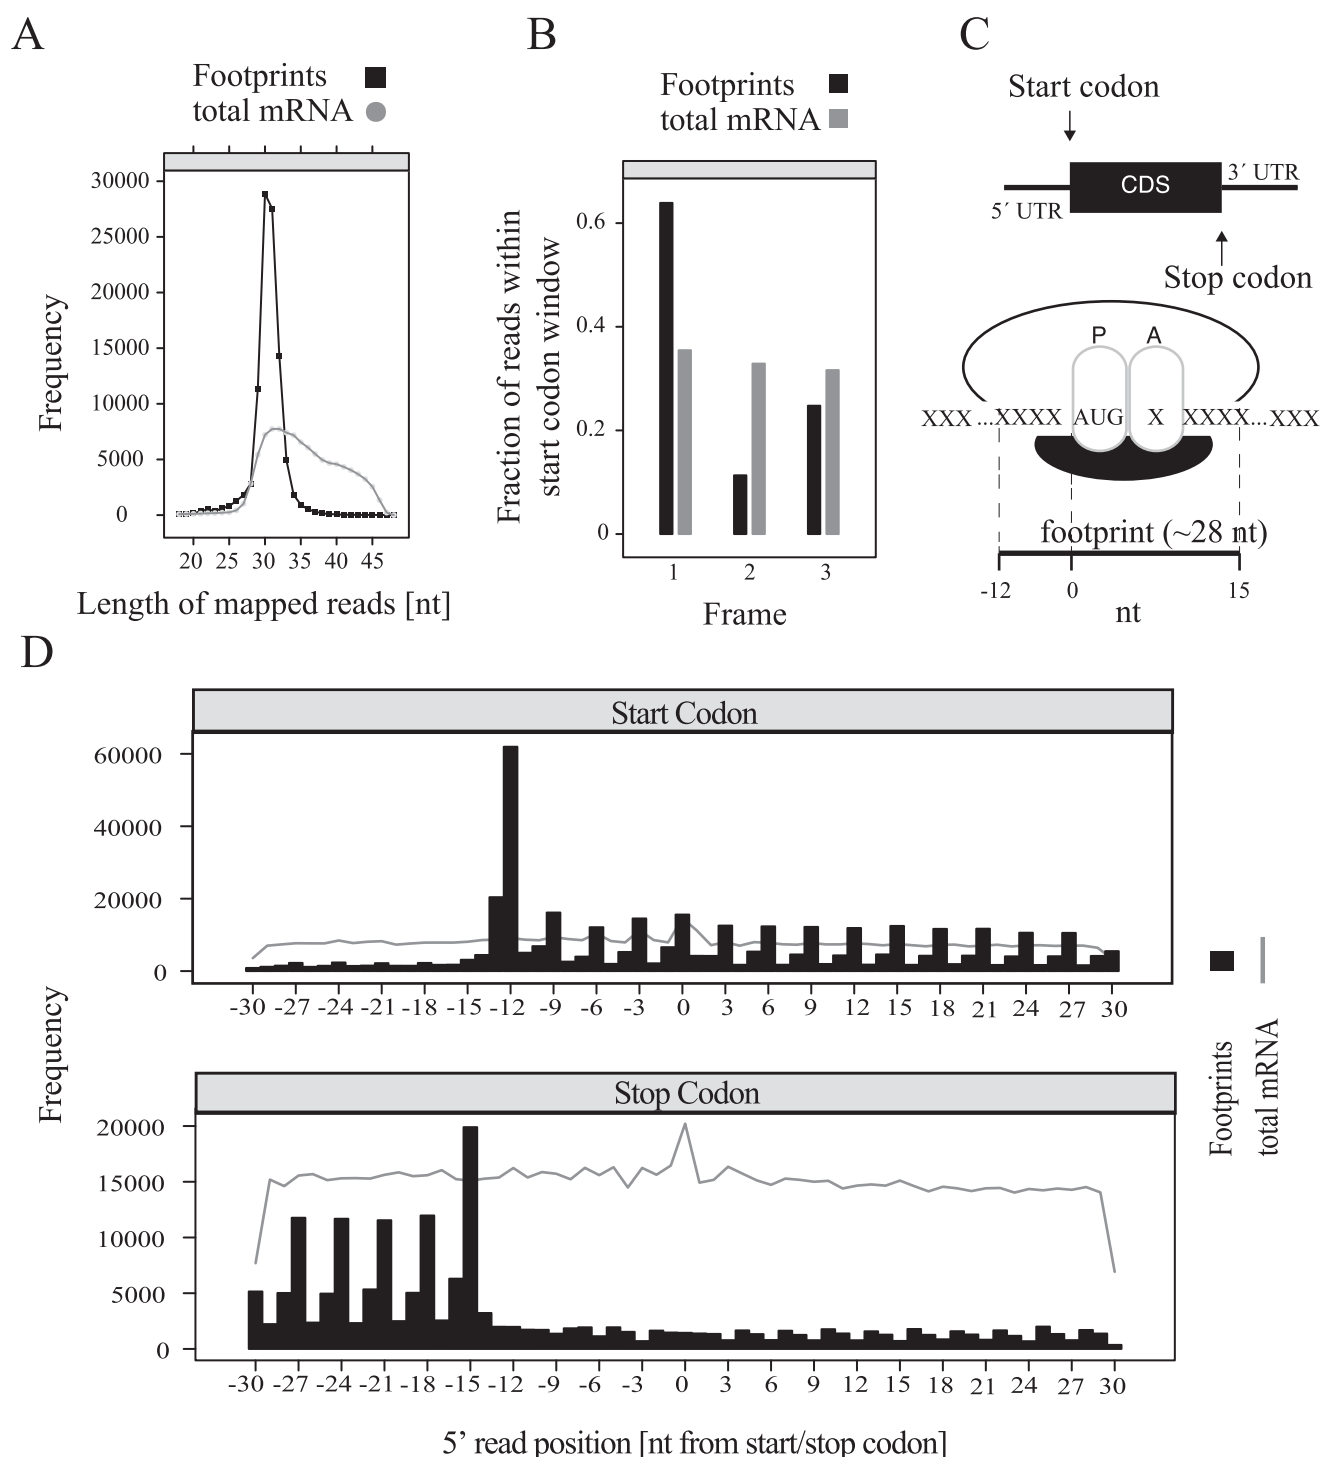 A
Footprints
total mRNA
30000
25000
20000
15000
10000
5000
0
Frequency
20 25 30 35 40 45
Length of mapped reads [nt]
B
Footprints
total mRNA
Fraction of reads within
start codon window
0.6
0.4
0.2
0
1 2 3
Frame
C
Start codon
CDS
3´ UTR
5´ UTR
Stop codon
P A
XXX ...XXXX AUG X XXXX...XXX
footprint (~28 nt)
-12 0 15
nt
D
Start Codon
60000
40000
20000
0
-30 -27 -24 -21 -18 -15 -12 -9 -6 -3 0 3 6 9 12 15 18 21 24 27 30
Frequency
Stop Codon
20000
15000
10000
5000
0
-30 -27 -24 -21 -18 -15 -12 -9 -6 -3 0 3 6 9 12 15 18 21 24 27 30
5’ read position [nt from start/stop codon]
Footprints
total mRNA